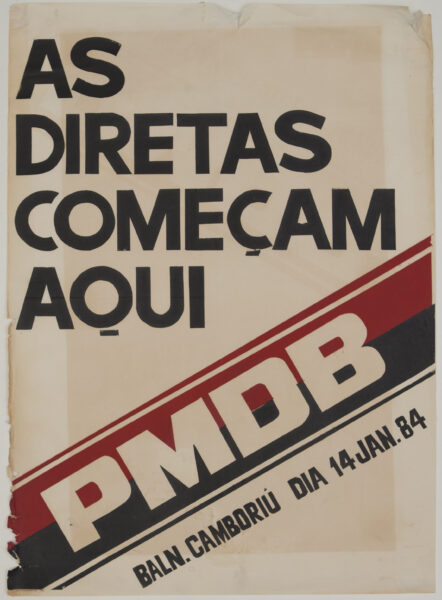 AS
DIRETAS
COMEÇAM
AQUI
PMDB
BALN. CAMBORIÚ DIA 14 JAN. 84